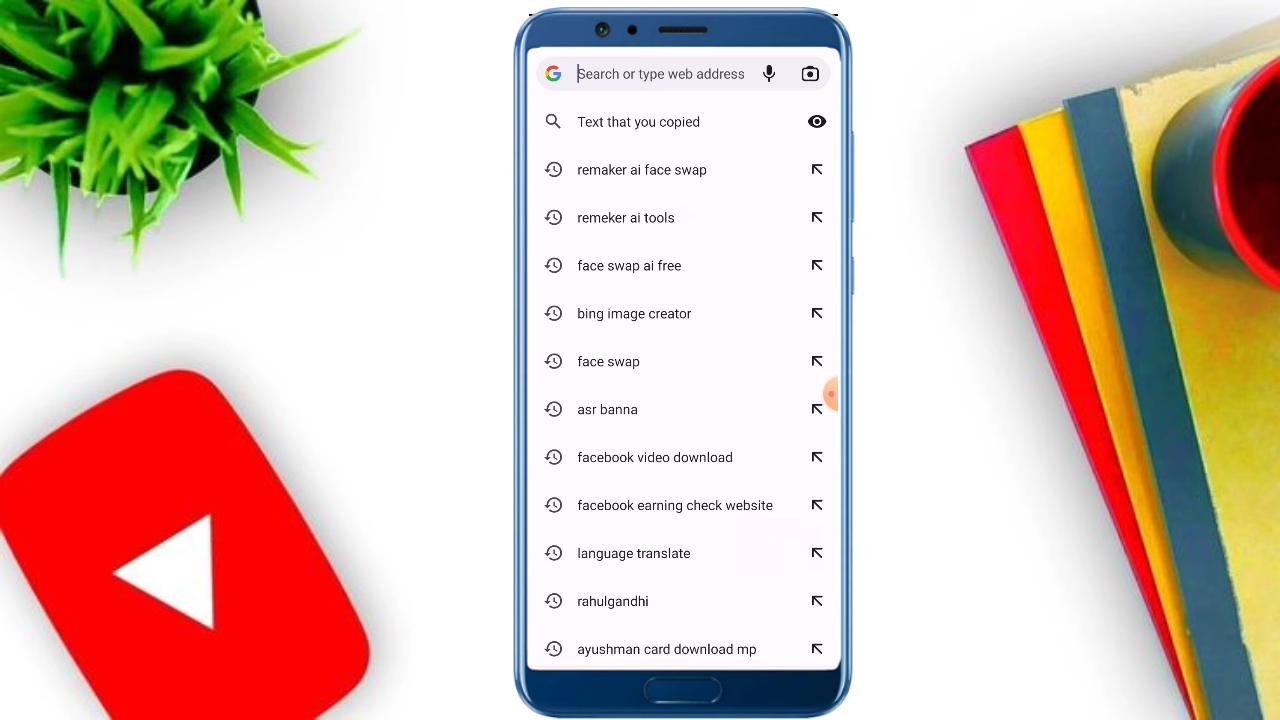 Search or type web address
Text that you copied
remaker ai face swap
remeker ai tools
face swap ai free
bing image creator
face swap
asr banna
facebook video download
facebook earning check website
language translate
rahulgandhi
ayushman card download mp